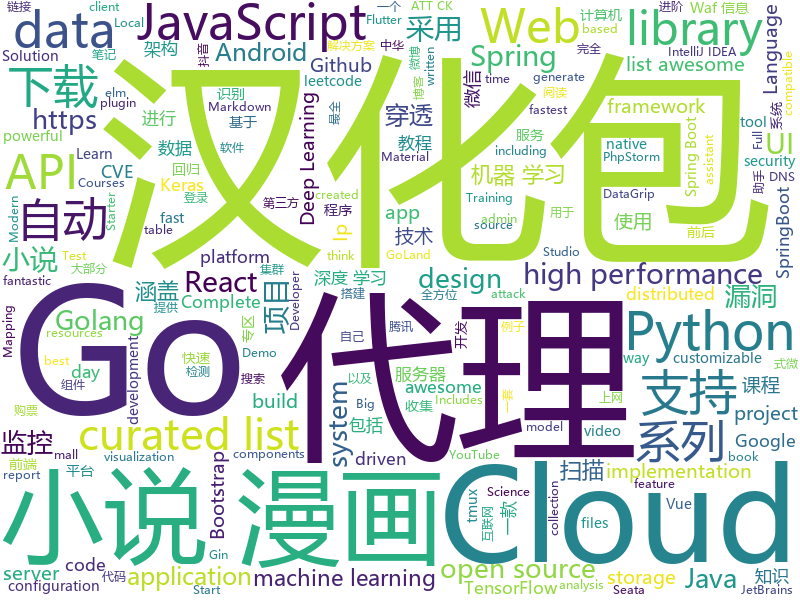 链接 client ATT CK Waf 信息 进阶 计算机
Local 一个 Flutter
data JavaScript 采用 Web library Language
Solution 架构 Android 抖音 解决方案 中华 based 完全
笔记 Github 微博 written IntelliJ IDEA
下载 leetcode 博客 generate Spring list awesome
elm plugin 识别 Markdown 最全 fastest compatible
https 进行 基于 穿透 微信 framework 系统 Full
powerful 数据 回归 教程 服务 native tool UI
Learn CVE Keras 软件 including PhpStorm Spring Boot assistant security
API Courses 登录 Material 机器 学习 DataGrip 助手 DNS
Modern Starter fast 第三方 Training 使用 admin 用于 前后
自动 table created 程序 app source
汉化包
小说 Test platform think 技术 GoLand Studio SpringBoot
fantastic 大部分 React 深度 学习 集群 design high performance
Mapping 涵盖 Complete 搭建 Developer distributed 漏洞
Golang 项目 提供 Deep Learning 全方位 attack
resources 专区 自己 腾讯 开发 例子 Python way customizable
best day 快速 Demo Go 代理 服务器 搜索 以及 一类 上网 式微
development 组件 检测 build 购票 awesome 收集 支持 课程
监控 curated list system 包括 Includes Big 系列 project
前端 mall 平台 driven YouTube model video Google book
visualization components 扫描 implementation
report Bootstrap 小说 漫画 tmux Science feature Cloud
server code application machine learning 互联网 一款 collection files Vue Java 知识
configuration 代码 Gin Start open source TensorFlow analysis time Seata storage JetBrains